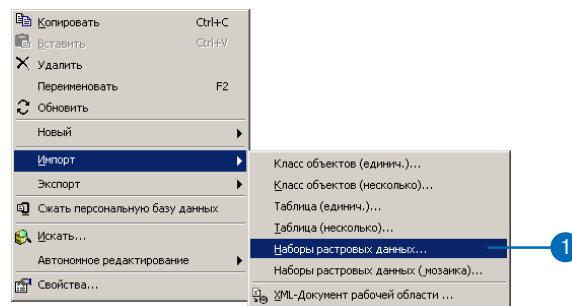 Копировать Ctrl+C
Вставить Ctrl+V
Удалить
Переименовать F2
Обновить
Новый
Импорт
Экспорт
Сжать персональную базу данных
Искать...
Автономное редактирование
Свойства...
Класс объектов (единич.)...
Класс объектов (несколько)...
Таблица (единич.)...
Таблица (несколько)...
Наборы растровых данных...
1
Наборы растровых данных (_мозаика)...
XML-Документ рабочей области ...